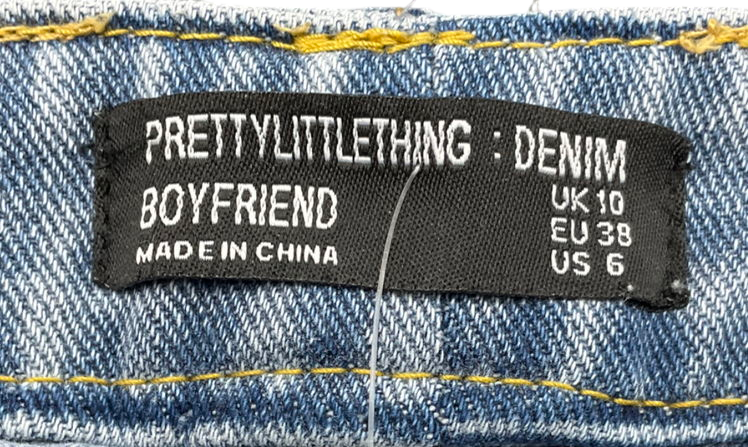 PRETTYLITTLETHING : DENIM
BOYFRIEND
UK 10
MADE IN CHINA
EU 38
US 6